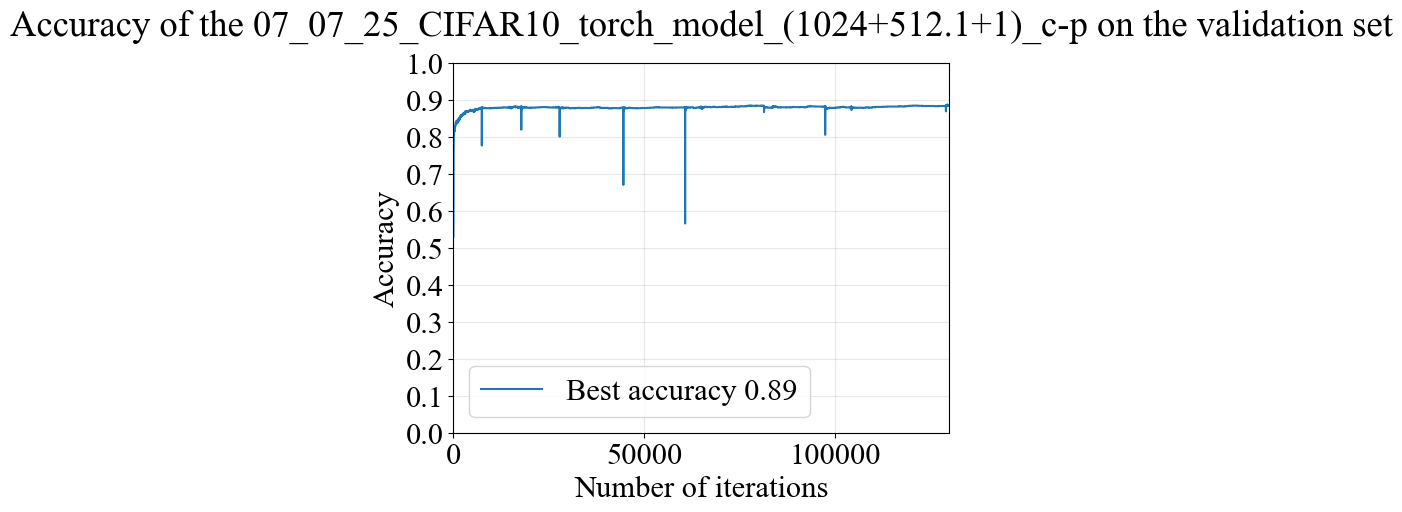 Accuracy of the 07_07_25_CIFAR10_torch_model_(1024+512.1+1)_c-p on the validation set
1.0
0.9
0.8
0.7
0.6
0.5
0.4
0.3
0.2
0.1
0.0
Accuracy
Best accuracy 0.89
0 50000 100000
Number of iterations